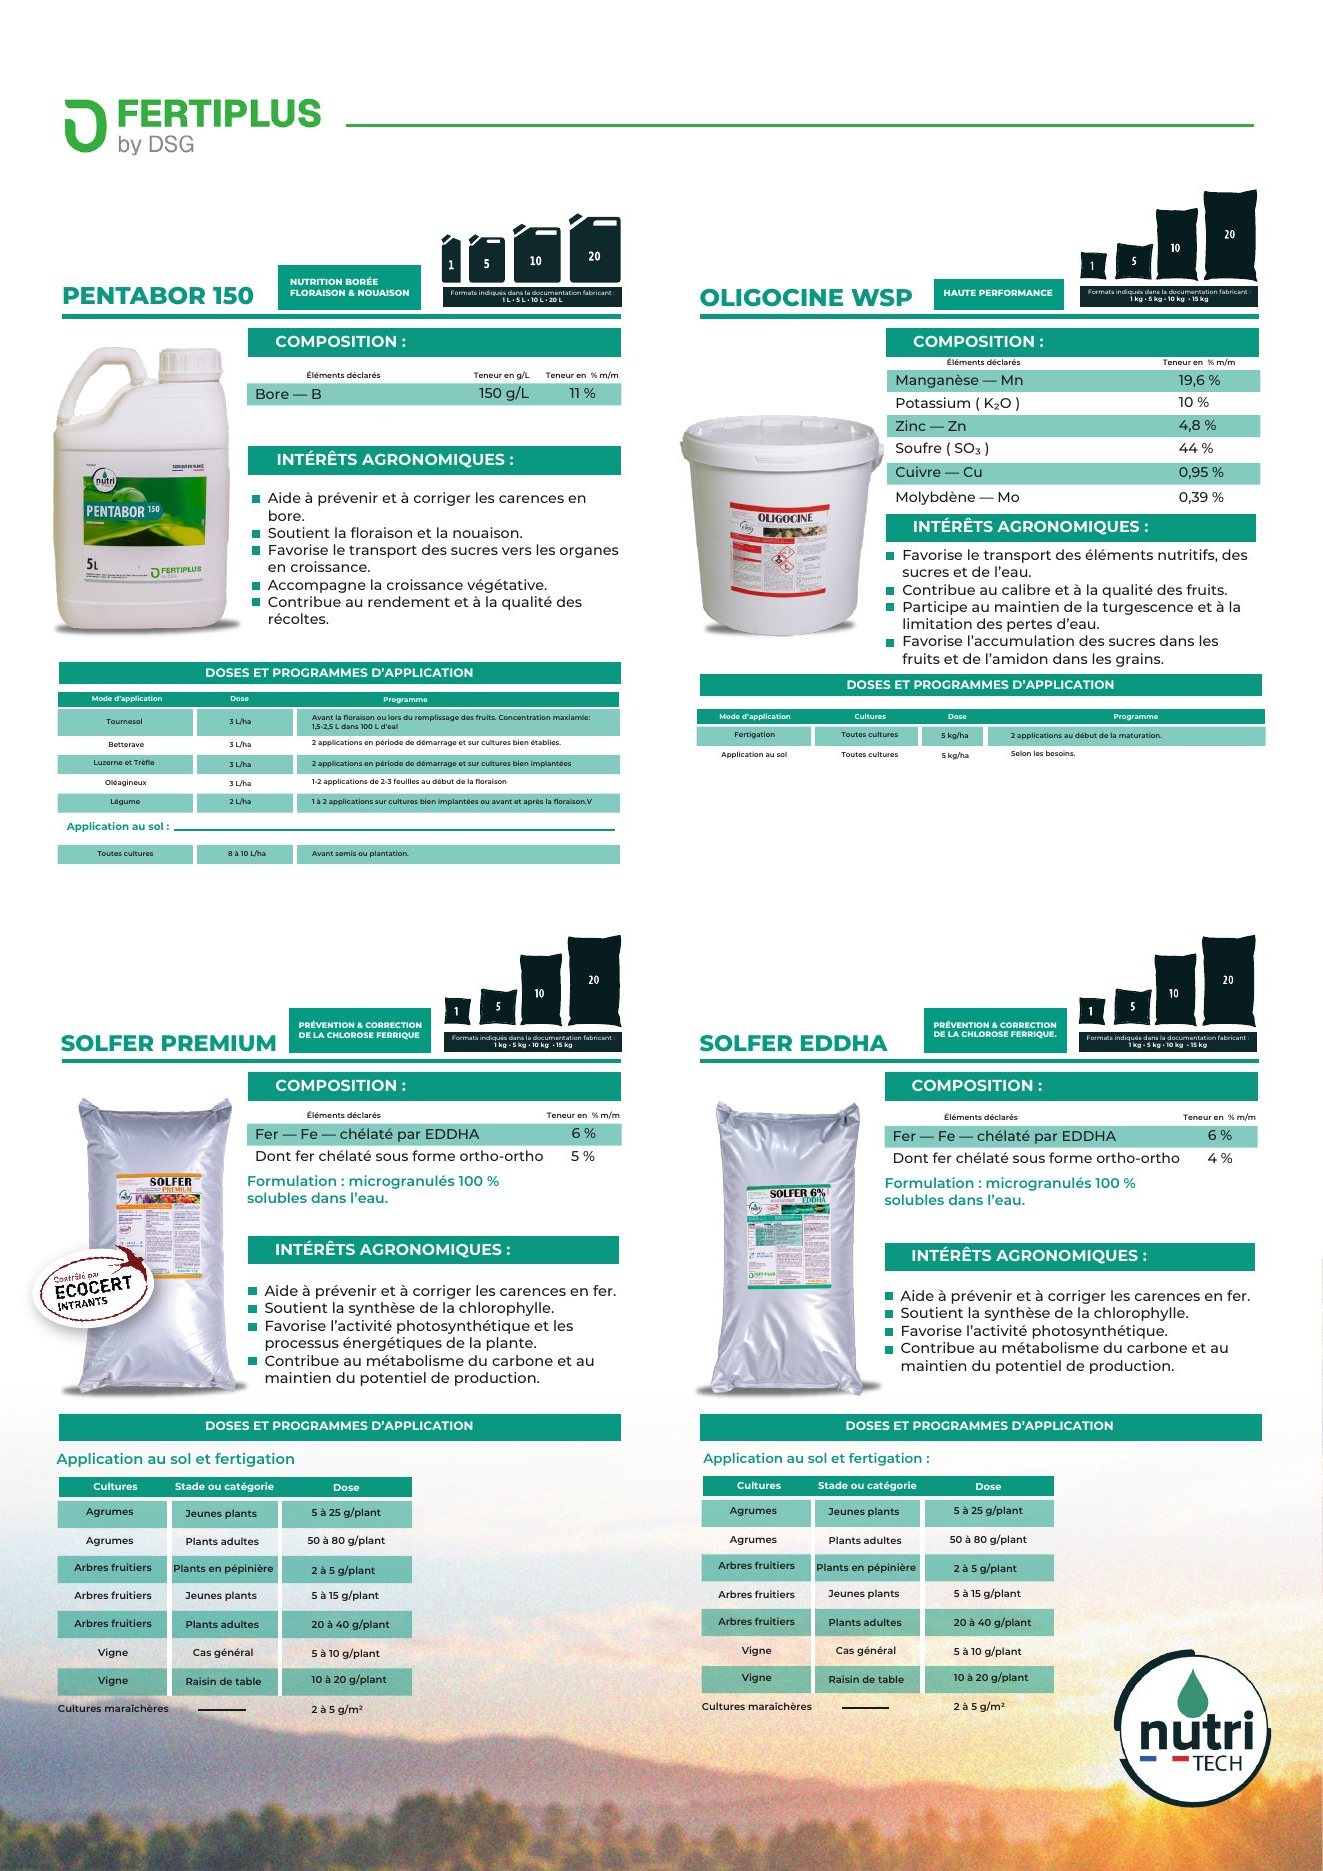 FERTIPLUS
by DSG
PENTABOR 150
NUTRITION BORÉE
FLORAISON & NOUAISON
1 5 10 20
Formats indiqués dans la documentation fabricant :
1 L • 5 L • 10 L • 20 L
COMPOSITION :
Éléments déclarés Teneur en g/L Teneur en % m/m
Bore — B 150 g/L 11 %
INTÉRÊTS AGRONOMIQUES :
Aide à prévenir et à corriger les carences en
bore.
Soutient la floraison et la nouaison.
Favorise le transport des sucres vers les organes
en croissance.
Accompagne la croissance végétative.
Contribue au rendement et à la qualité des
récoltes.
nutri
PENTABOR 150
5L
FERTIPLUS
DOSES ET PROGRAMMES D'APPLICATION
Mode d'application Dose Programme
Tournesol 3 L/ha Avant la floraison ou lors du remplissage des fruits. Concentration maxiamle:
1,5-2,5 L dans 100 L d'eal
Betterave 3 L/ha 2 applications en période de démarrage et sur cultures bien établies.
Luzerne et Trèfle 3 L/ha 2 applications en période de démarrage et sur cultures bien implantées
Oléagineux 3 L/ha 1-2 applications de 2-3 feuilles au début de la floraison
Légume 2 L/ha 1 à 2 applications sur cultures bien implantées ou avant et après la floraison.V
Application au sol :
Toutes cultures 8 à 10 L/ha Avant semis ou plantation.
OLIGOCINE WSP
HAUTE PERFORMANCE
1 5 10 20
Formats indiqués dans la documentation fabricant :
1 kg • 5 kg • 10 kg • 15 kg
COMPOSITION :
Éléments déclarés Teneur en % m/m
Manganèse — Mn 19,6 %
Potassium ( K₂O ) 10 %
Zinc — Zn 4,8 %
Soufre ( SO₃ ) 44 %
Cuivre — Cu 0,95 %
Molybdène — Mo 0,39 %
INTÉRÊTS AGRONOMIQUES :
Favorise le transport des éléments nutritifs, des
sucres et de l'eau.
Contribue au calibre et à la qualité des fruits.
Participe au maintien de la turgescence et à la
limitation des pertes d'eau.
Favorise l'accumulation des sucres dans les
fruits et de l'amidon dans les grains.
OLIGOCINE
FERTIPLUS
DOSES ET PROGRAMMES D'APPLICATION
Mode d'application Cultures Dose Programme
Fertigation Toutes cultures 5 kg/ha 2 applications au début de la maturation.
Application au sol Toutes cultures 5 kg/ha Selon les besoins.
SOLFER PREMIUM
PRÉVENTION & CORRECTION
DE LA CHLOROSE FERRIQUE
1 5 10 20
Formats indiqués dans la documentation fabricant :
1 kg • 5 kg • 10 kg • 15 kg
COMPOSITION :
Éléments déclarés Teneur en % m/m
Fer — Fe — chélaté par EDDHA 6 %
Dont fer chélaté sous forme ortho-ortho 5 %
Formulation : microgranulés 100 %
solubles dans l'eau.
INTÉRÊTS AGRONOMIQUES :
Aide à prévenir et à corriger les carences en fer.
Soutient la synthèse de la chlorophylle.
Favorise l'activité photosynthétique et les
processus énergétiques de la plante.
Contribue au métabolisme du carbone et au
maintien du potentiel de production.
SOLFER
PREMIUM
Contrôlé par
ECOCERT
INTRANTS
DOSES ET PROGRAMMES D'APPLICATION
Application au sol et fertigation
Cultures Stade ou catégorie Dose
Agrumes Jeunes plants 5 à 25 g/plant
Agrumes Plants adultes 50 à 80 g/plant
Arbres fruitiers Plants en pépinière 2 à 5 g/plant
Arbres fruitiers Jeunes plants 5 à 15 g/plant
Arbres fruitiers Plants adultes 20 à 40 g/plant
Vigne Cas général 5 à 10 g/plant
Vigne Raisin de table 10 à 20 g/plant
Cultures maraîchères 2 à 5 g/m²
SOLFER EDDHA
PRÉVENTION & CORRECTION
DE LA CHLOROSE FERRIQUE.
1 5 10 20
Formats indiqués dans la documentation fabricant :
1 kg • 5 kg • 10 kg • 15 kg
COMPOSITION :
Éléments déclarés Teneur en % m/m
Fer — Fe — chélaté par EDDHA 6 %
Dont fer chélaté sous forme ortho-ortho 4 %
Formulation : microgranulés 100 %
solubles dans l'eau.
INTÉRÊTS AGRONOMIQUES :
Aide à prévenir et à corriger les carences en fer.
Soutient la synthèse de la chlorophylle.
Favorise l'activité photosynthétique.
Contribue au métabolisme du carbone et au
maintien du potentiel de production.
SOLFER 6%
EDDHA
FERTIPLUS
DOSES ET PROGRAMMES D'APPLICATION
Application au sol et fertigation :
Cultures Stade ou catégorie Dose
Agrumes Jeunes plants 5 à 25 g/plant
Agrumes Plants adultes 50 à 80 g/plant
Arbres fruitiers Plants en pépinière 2 à 5 g/plant
Arbres fruitiers Jeunes plants 5 à 15 g/plant
Arbres fruitiers Plants adultes 20 à 40 g/plant
Vigne Cas général 5 à 10 g/plant
Vigne Raisin de table 10 à 20 g/plant
Cultures maraîchères 2 à 5 g/m²
nutri
TECH